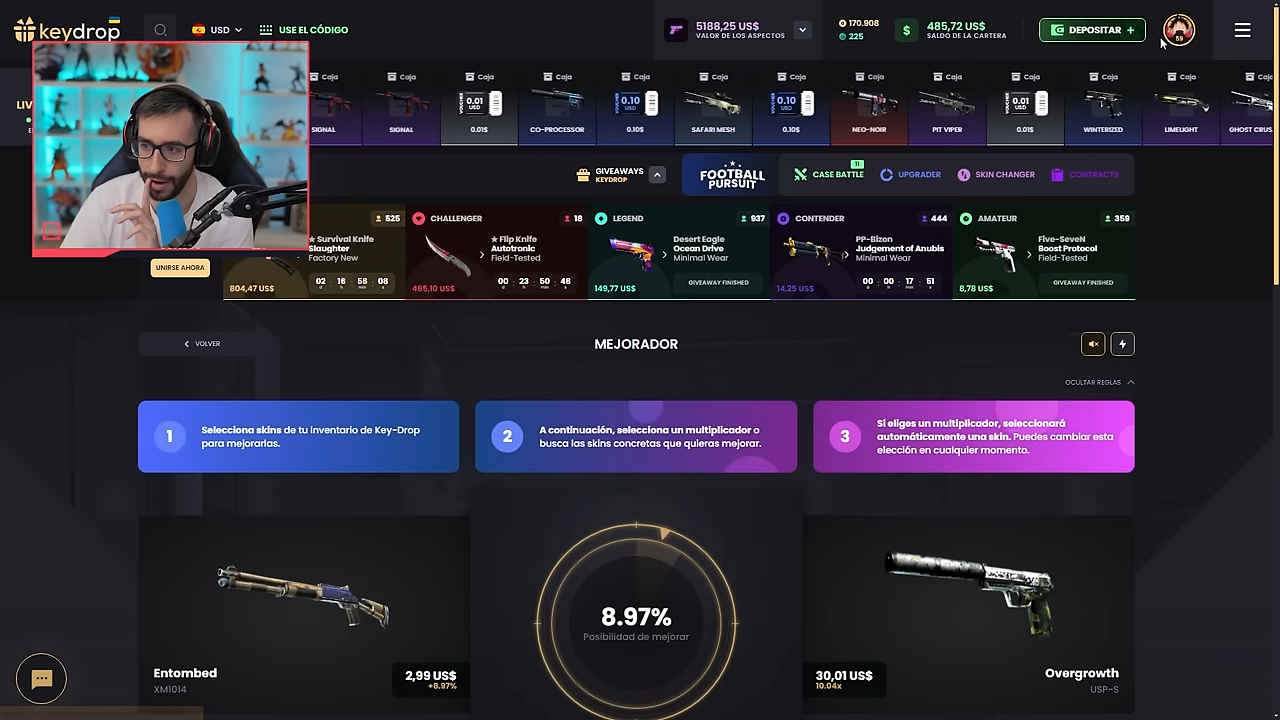 keydrop
USD
USE EL CÓDIGO
5188,25 US$
VALOR DE LOS ASPECTOS
170.908
225
$
485,72 US$
SALDO DE LA CARTERA
DEPOSITAR +
59
LIV
Caja
SIGNAL
Caja
SIGNAL
Caja
0.01
USD
0.01$
Caja
CO-PROCESSOR
Caja
0.10
USD
0.10$
Caja
SAFARI MESH
Caja
0.10
USD
0.10$
Caja
NEO-NOIR
Caja
PIT VIPER
Caja
0.01
USD
0.01$
Caja
WINTERIZED
Caja
LIMELIGHT
Caja
GHOST CRUS
GIVEAWAYS
KEYDROP
FOOTBALL
PURSUIT
CASE BATTLE
11
UPGRADER
SKIN CHANGER
CONTRACTS
UNIRSE AHORA
525
★ Survival Knife
Slaughter
Factory New
804,47 US$
02 : 16 : 56 : 08
d h min s
CHALLENGER
18
★ Flip Knife
Autotronic
Field-Tested
465,10 US$
00 : 23 : 50 : 48
d h min s
LEGEND
937
Desert Eagle
Ocean Drive
Minimal Wear
149,77 US$
GIVEAWAY FINISHED
CONTENDER
444
PP-Bizon
Judgement of Anubis
Minimal Wear
14,25 US$
00 : 00 : 17 : 51
d h min s
AMATEUR
359
Five-SeveN
Boost Protocol
Field-Tested
8,78 US$
GIVEAWAY FINISHED
VOLVER
MEJORADOR
OCULTAR REGLAS
1
Selecciona skins de tu inventario de Key-Drop
para mejorarlas.
2
A continuación, selecciona un multiplicador o
busca las skins concretas que quieras mejorar.
3
Si eliges un multiplicador, seleccionará
automáticamente una skin. Puedes cambiar esta
elección en cualquier momento.
8.97%
Posibilidad de mejorar
Entombed
XM1014
2,99 US$
+8.97%
30,01 US$
10.04x
Overgrowth
USP-S